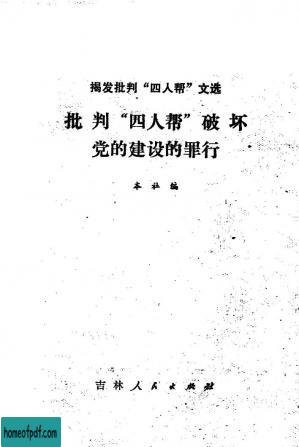 揭发批判“四人帮”文选
批判“四人帮”破坏
党的建设的罪行
本社编
吉林人民出版社
homeofpdf.com